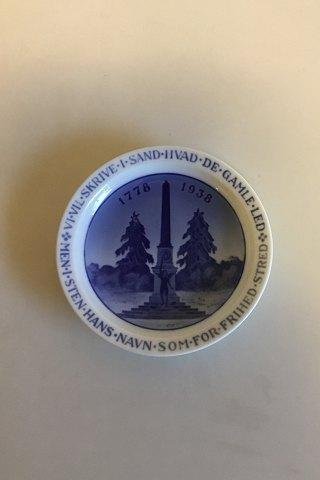 VI·VIL·SKRIVE·I·SAND·HVAD·DE·GAMLE·LED
MEN·I·STEN·HANS·NAVN·SOM·FOR·FRIHED·STRED
1778 1938